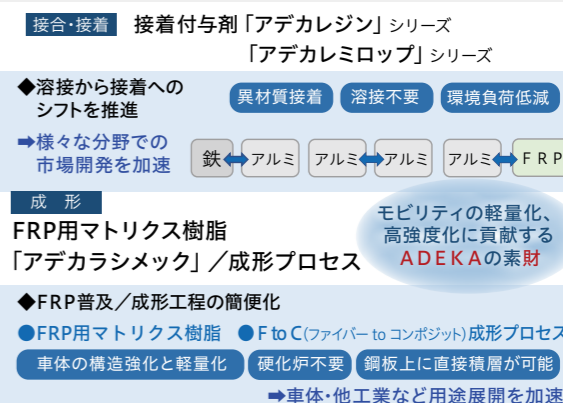 接合・接着 接着付与剤「アデカレジン」シリーズ
「アデカレミロップ」シリーズ
◆溶接から接着への
シフトを推進
異材質接着 溶接不要 環境負荷低減
➡様々な分野での
市場開発を加速
鉄 アルミ アルミ アルミ アルミ FRP
成形
FRP用マトリクス樹脂
「アデカラシメック」／成形プロセス
モビリティの軽量化、
高強度化に貢献する
ADEKAの素財
◆FRP普及／成形工程の簡便化
●FRP用マトリクス樹脂 ●F to C(ファイバー to コンポジット)成形プロセス
車体の構造強化と軽量化 硬化炉不要 鋼板上に直接積層が可能
➡車体・他工業など用途展開を加速